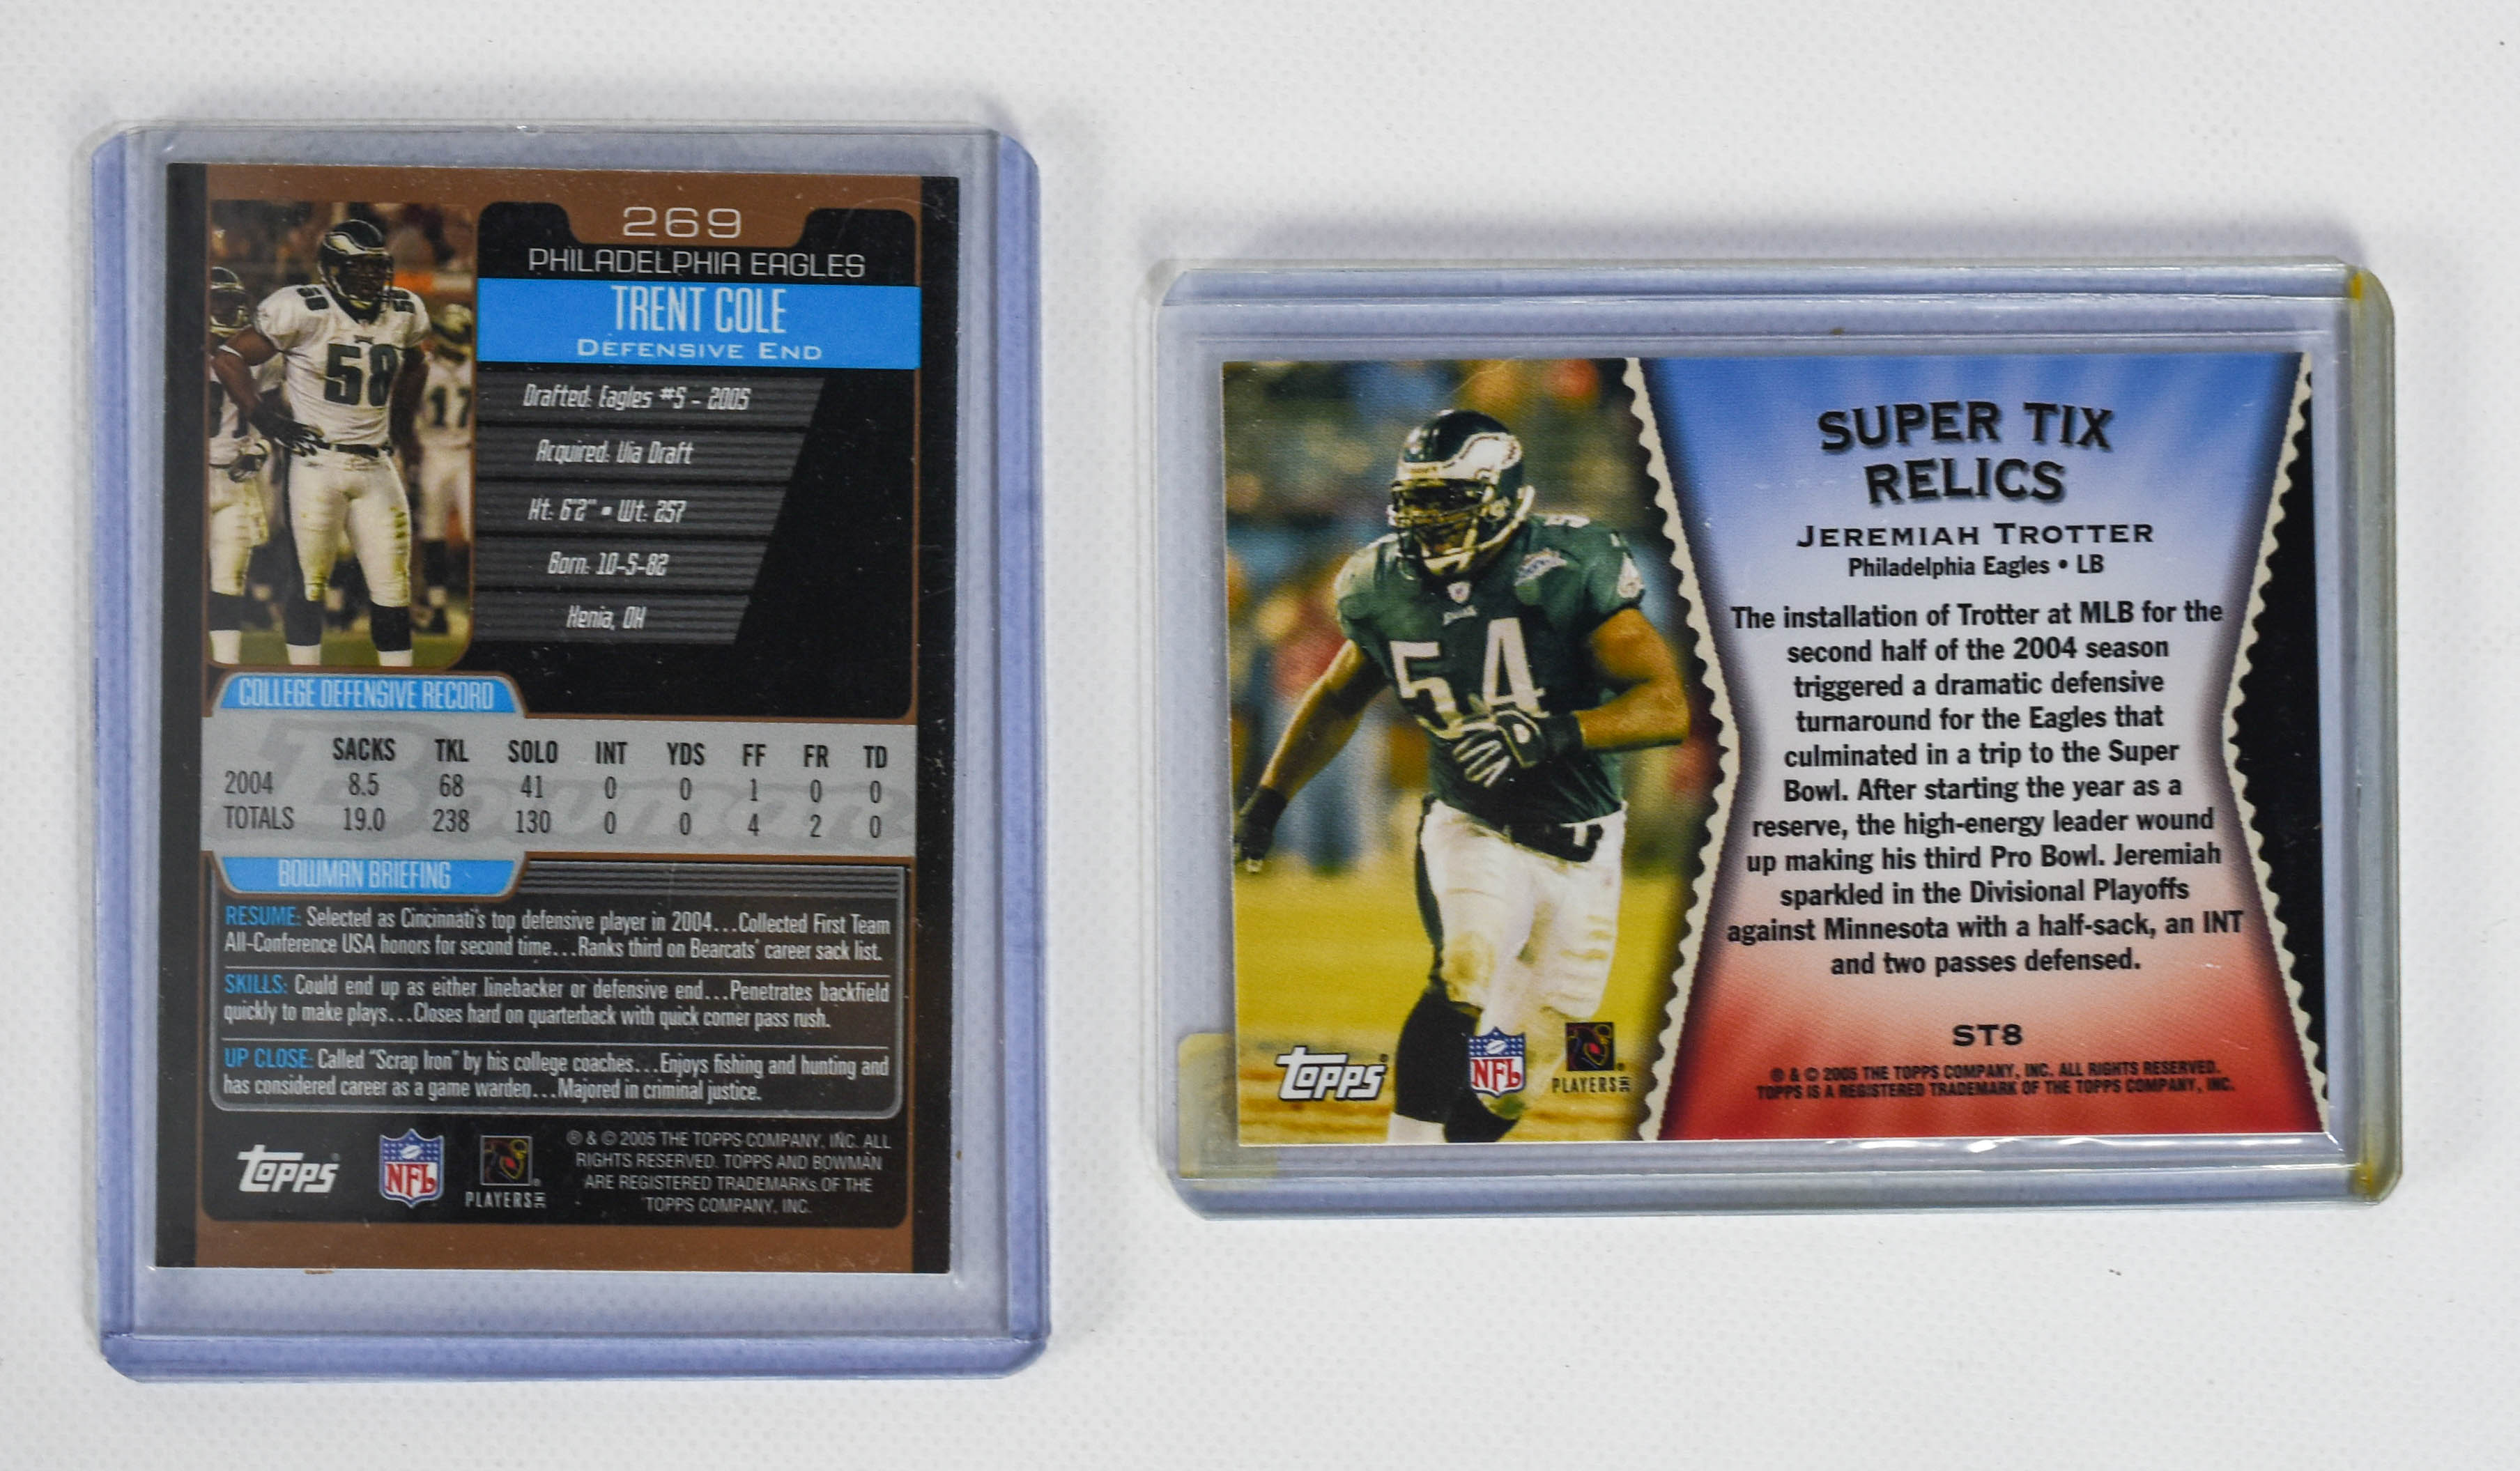 269
PHILADELPHIA EAGLES
TRENT COLE
DEFENSIVE END
Drafted: Eagles #5 - 2005
Acquired: Via Draft
Ht: 6'2" • Wt: 257
Born: 10-5-82
Xenia, OH
58
58
17
COLLEGE DEFENSIVE RECORD
SACKS TKL SOLO INT YDS FF FR TD
2004 8.5 68 41 0 0 1 0 0
TOTALS 19.0 238 130 0 0 4 2 0
Bowman
BOWMAN BRIEFING
RESUME: Selected as Cincinnati's top defensive player in 2004...Collected First Team
All-Conference USA honors for second time...Ranks third on Bearcats' career sack list.
SKILLS: Could end up as either linebacker or defensive end...Penetrates backfield
quickly to make plays...Closes hard on quarterback with quick corner pass rush.
UP CLOSE: Called "Scrap Iron" by his college coaches...Enjoys fishing and hunting and
has considered career as a game warden...Majored in criminal justice.
topps NFL PLAYERS INC
® & © 2005 THE TOPPS COMPANY, INC. ALL
RIGHTS RESERVED. TOPPS AND BOWMAN
ARE REGISTERED TRADEMARKs OF THE
TOPPS COMPANY, INC.
SUPER TIX
RELICS
JEREMIAH TROTTER
Philadelphia Eagles • LB
The installation of Trotter at MLB for the
second half of the 2004 season
triggered a dramatic defensive
turnaround for the Eagles that
culminated in a trip to the Super
Bowl. After starting the year as a
reserve, the high-energy leader wound
up making his third Pro Bowl. Jeremiah
sparkled in the Divisional Playoffs
against Minnesota with a half-sack, an INT
and two passes defensed.
ST8
® & © 2005 THE TOPPS COMPANY, INC. ALL RIGHTS RESERVED.
TOPPS IS A REGISTERED TRADEMARK OF THE TOPPS COMPANY, INC.
54
54
topps® NFL PLAYERS INC